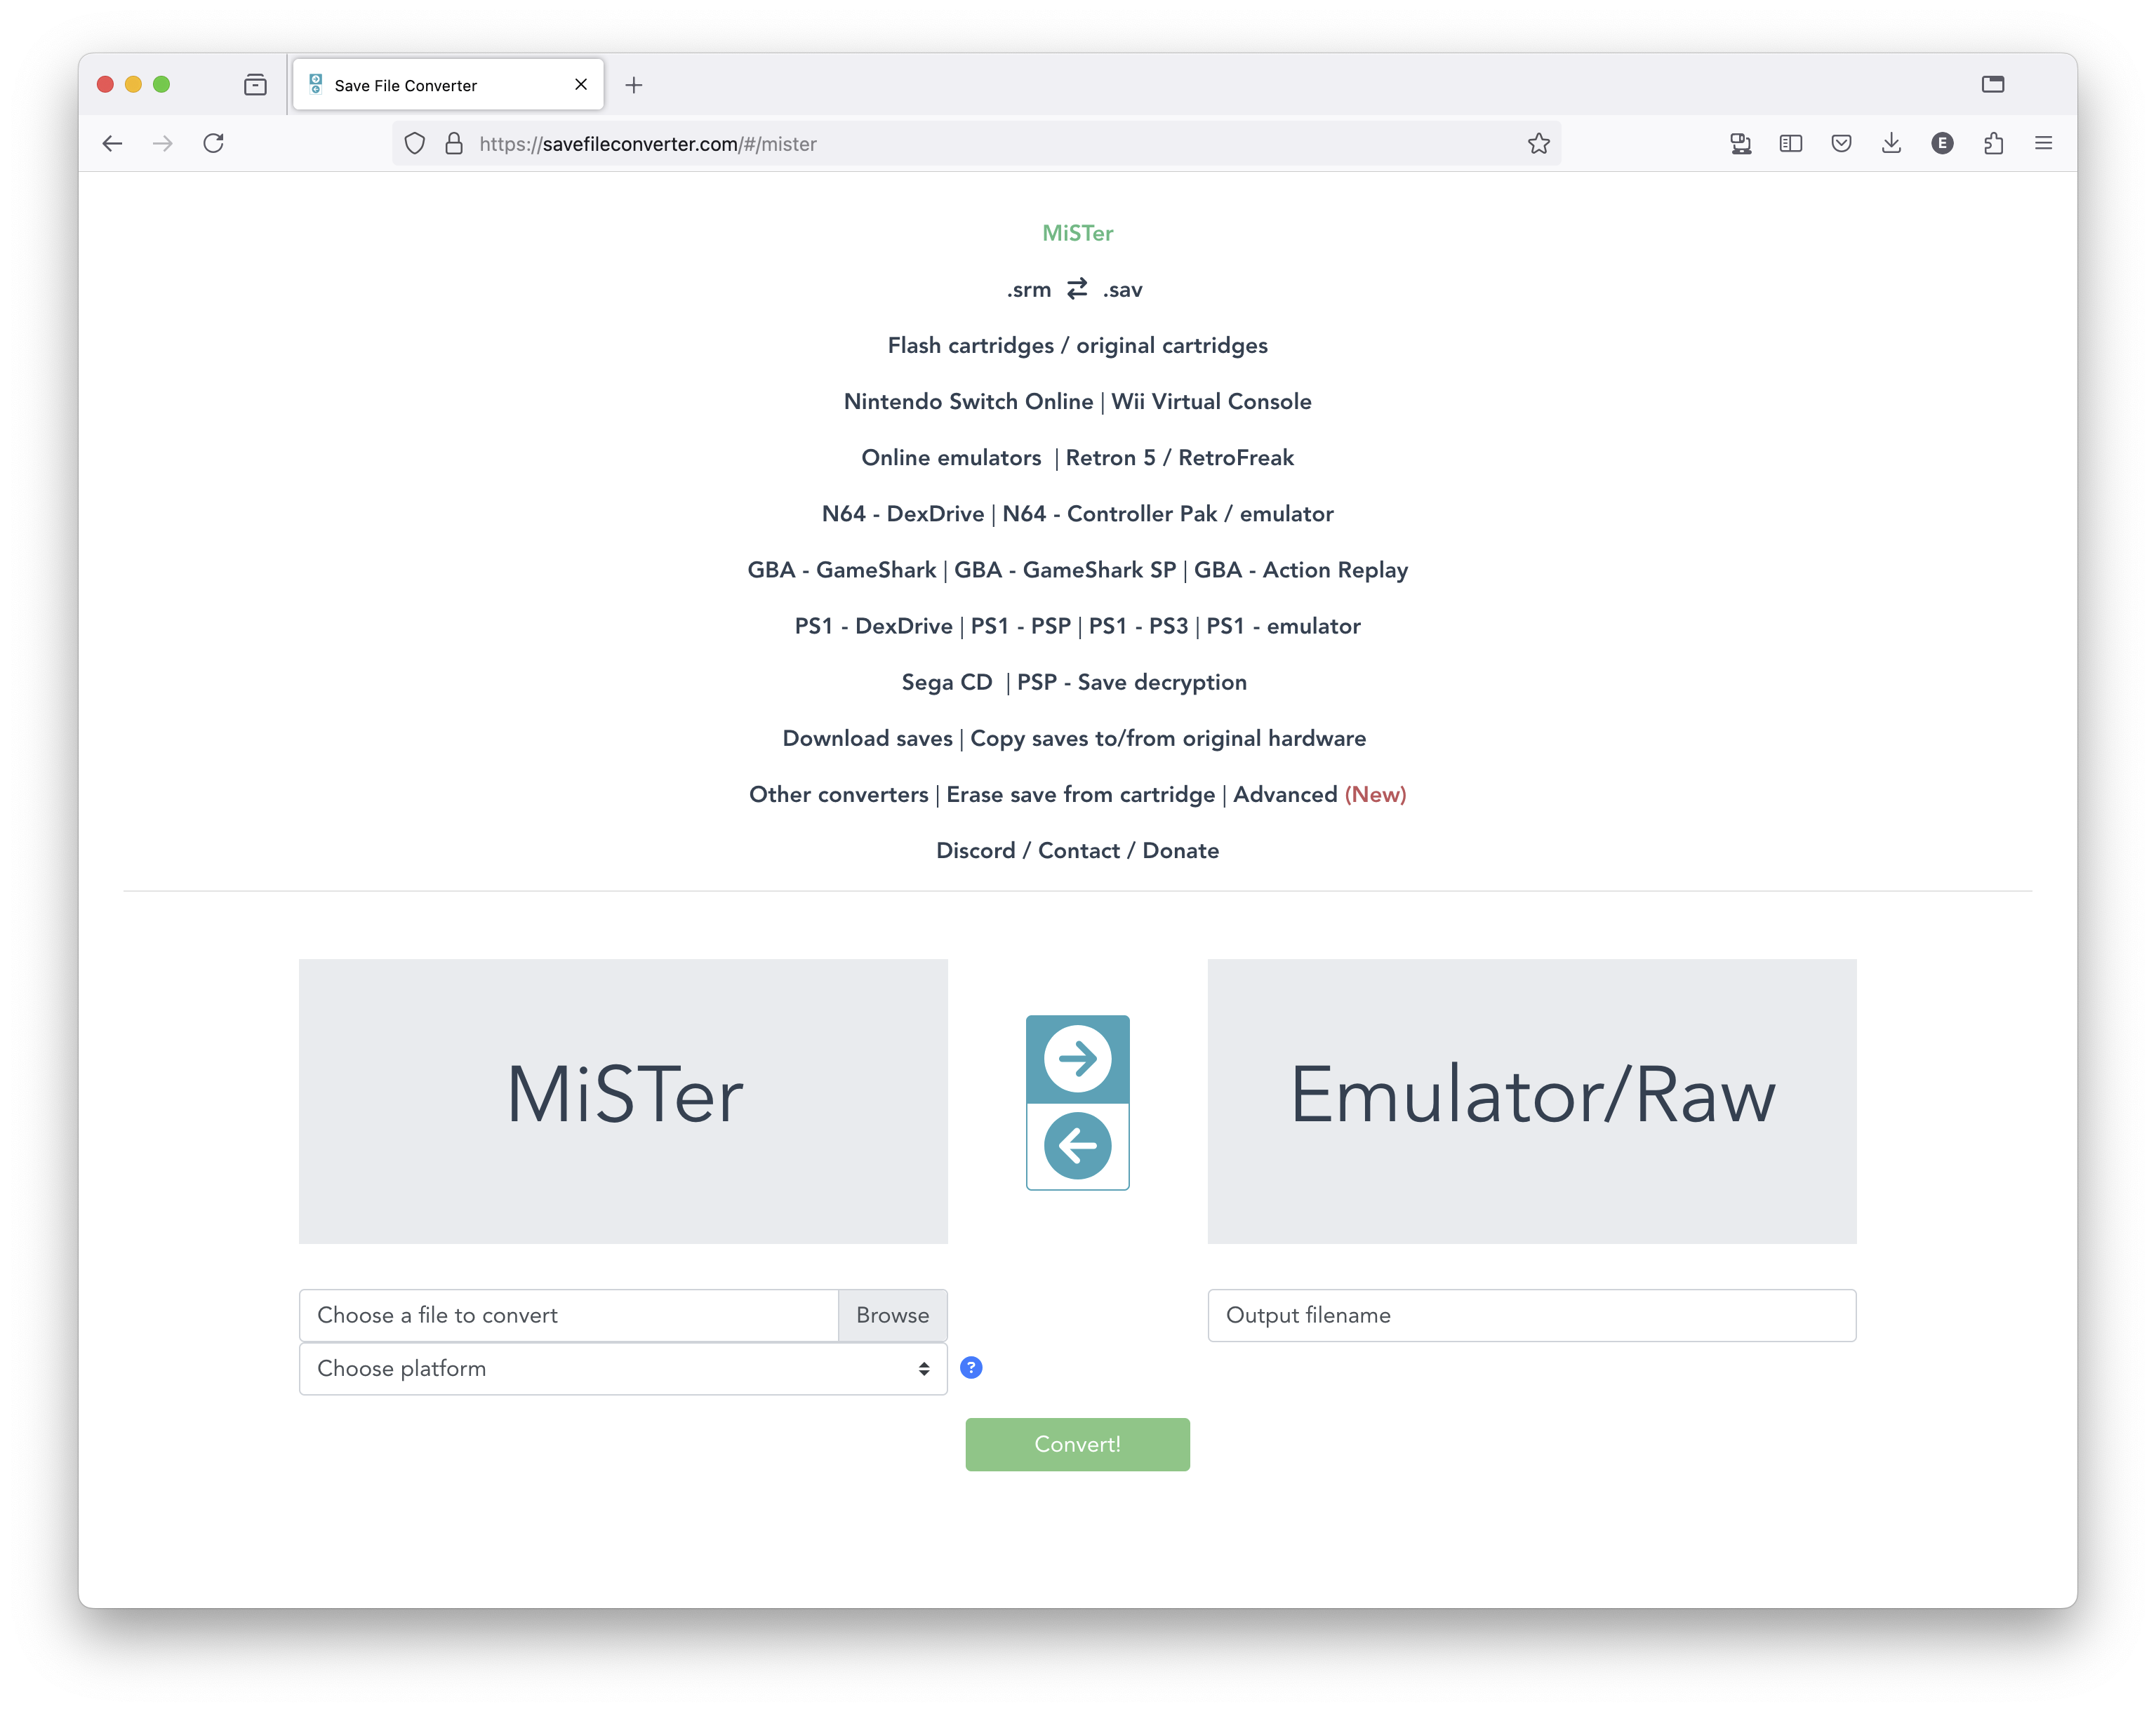 Save File Converter
https://savefileconverter.com/#/mister
E
MiSTer
.srm .sav
Flash cartridges / original cartridges
Nintendo Switch Online | Wii Virtual Console
Online emulators | Retron 5 / RetroFreak
N64 - DexDrive | N64 - Controller Pak / emulator
GBA - GameShark | GBA - GameShark SP | GBA - Action Replay
PS1 - DexDrive | PS1 - PSP | PS1 - PS3 | PS1 - emulator
Sega CD | PSP - Save decryption
Download saves | Copy saves to/from original hardware
Other converters | Erase save from cartridge | Advanced (New)
Discord / Contact / Donate
MiSTer
Emulator/Raw
Choose a file to convert Browse
Output filename
Choose platform
?
Convert!